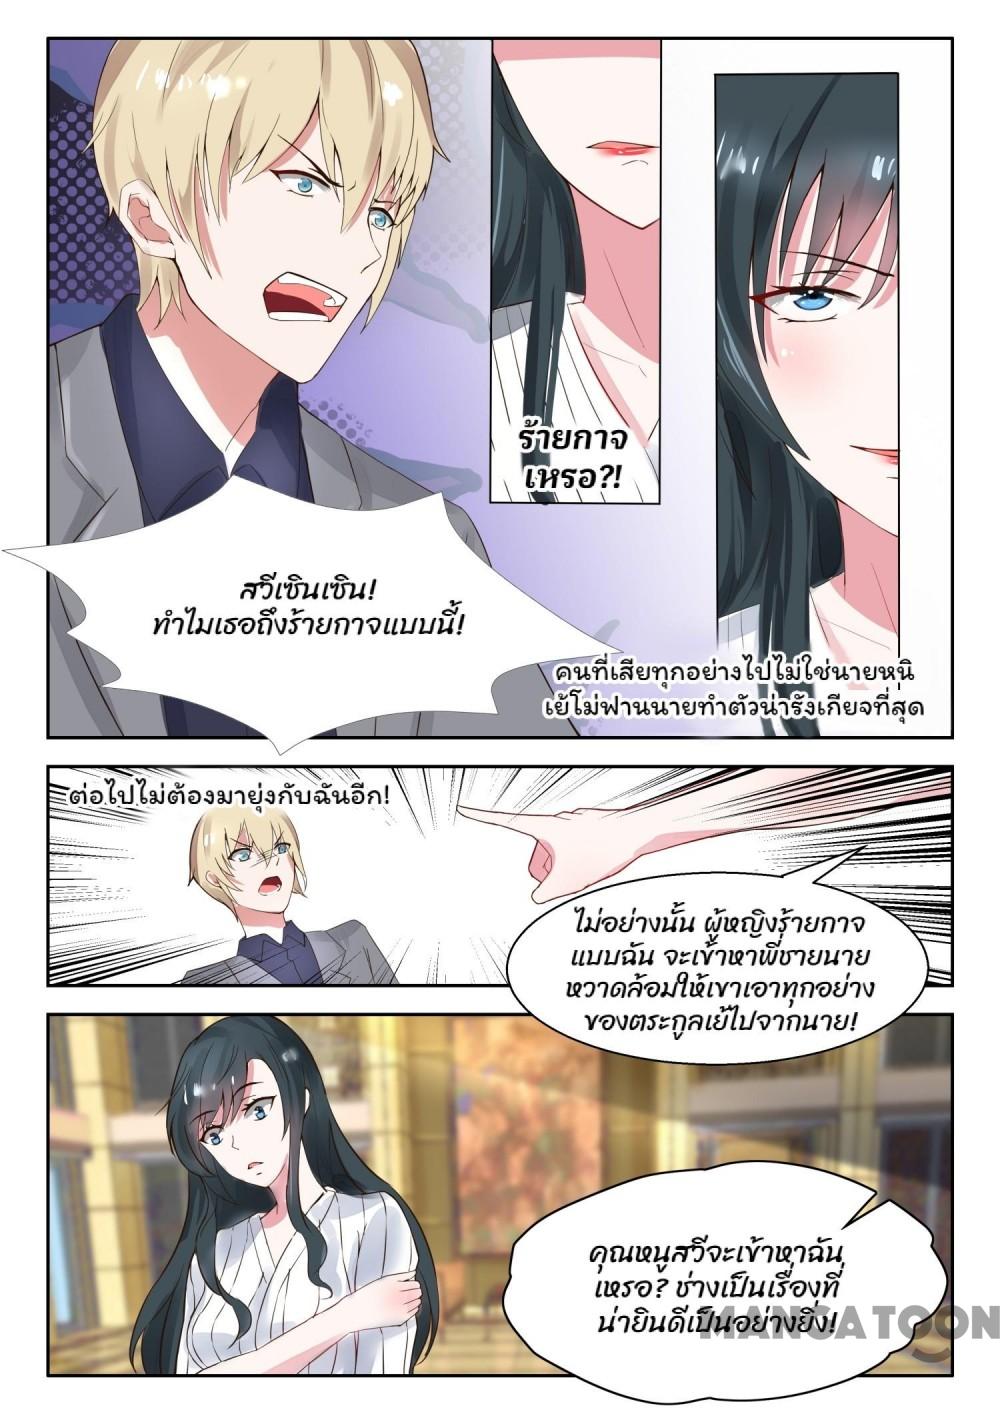 ร้ายกาจ
เหรอ?!
สวีเซินเซิน!
ทำไมเธอถึงร้ายกาจแบบนี้!
คนที่เสียทุกอย่างไปไม่ใช่นายหนิ
เย้โม่ฟานนายทำตัวน่ารังเกียจที่สุด
ต่อไปไม่ต้องมายุ่งกับฉันอีก!
ไม่อย่างนั้น ผู้หญิงร้ายกาจ
แบบฉัน จะเข้าหาพี่ชายนาย
หวาดล้อมให้เขาเอาทุกอย่าง
ของตระกูลเย้ไปจากนาย!
คุณหนูสวีจะเข้าหาฉัน
เหรอ? ช่างเป็นเรื่องที่
น่ายินดีเป็นอย่างยิ่ง!
MANGATOON